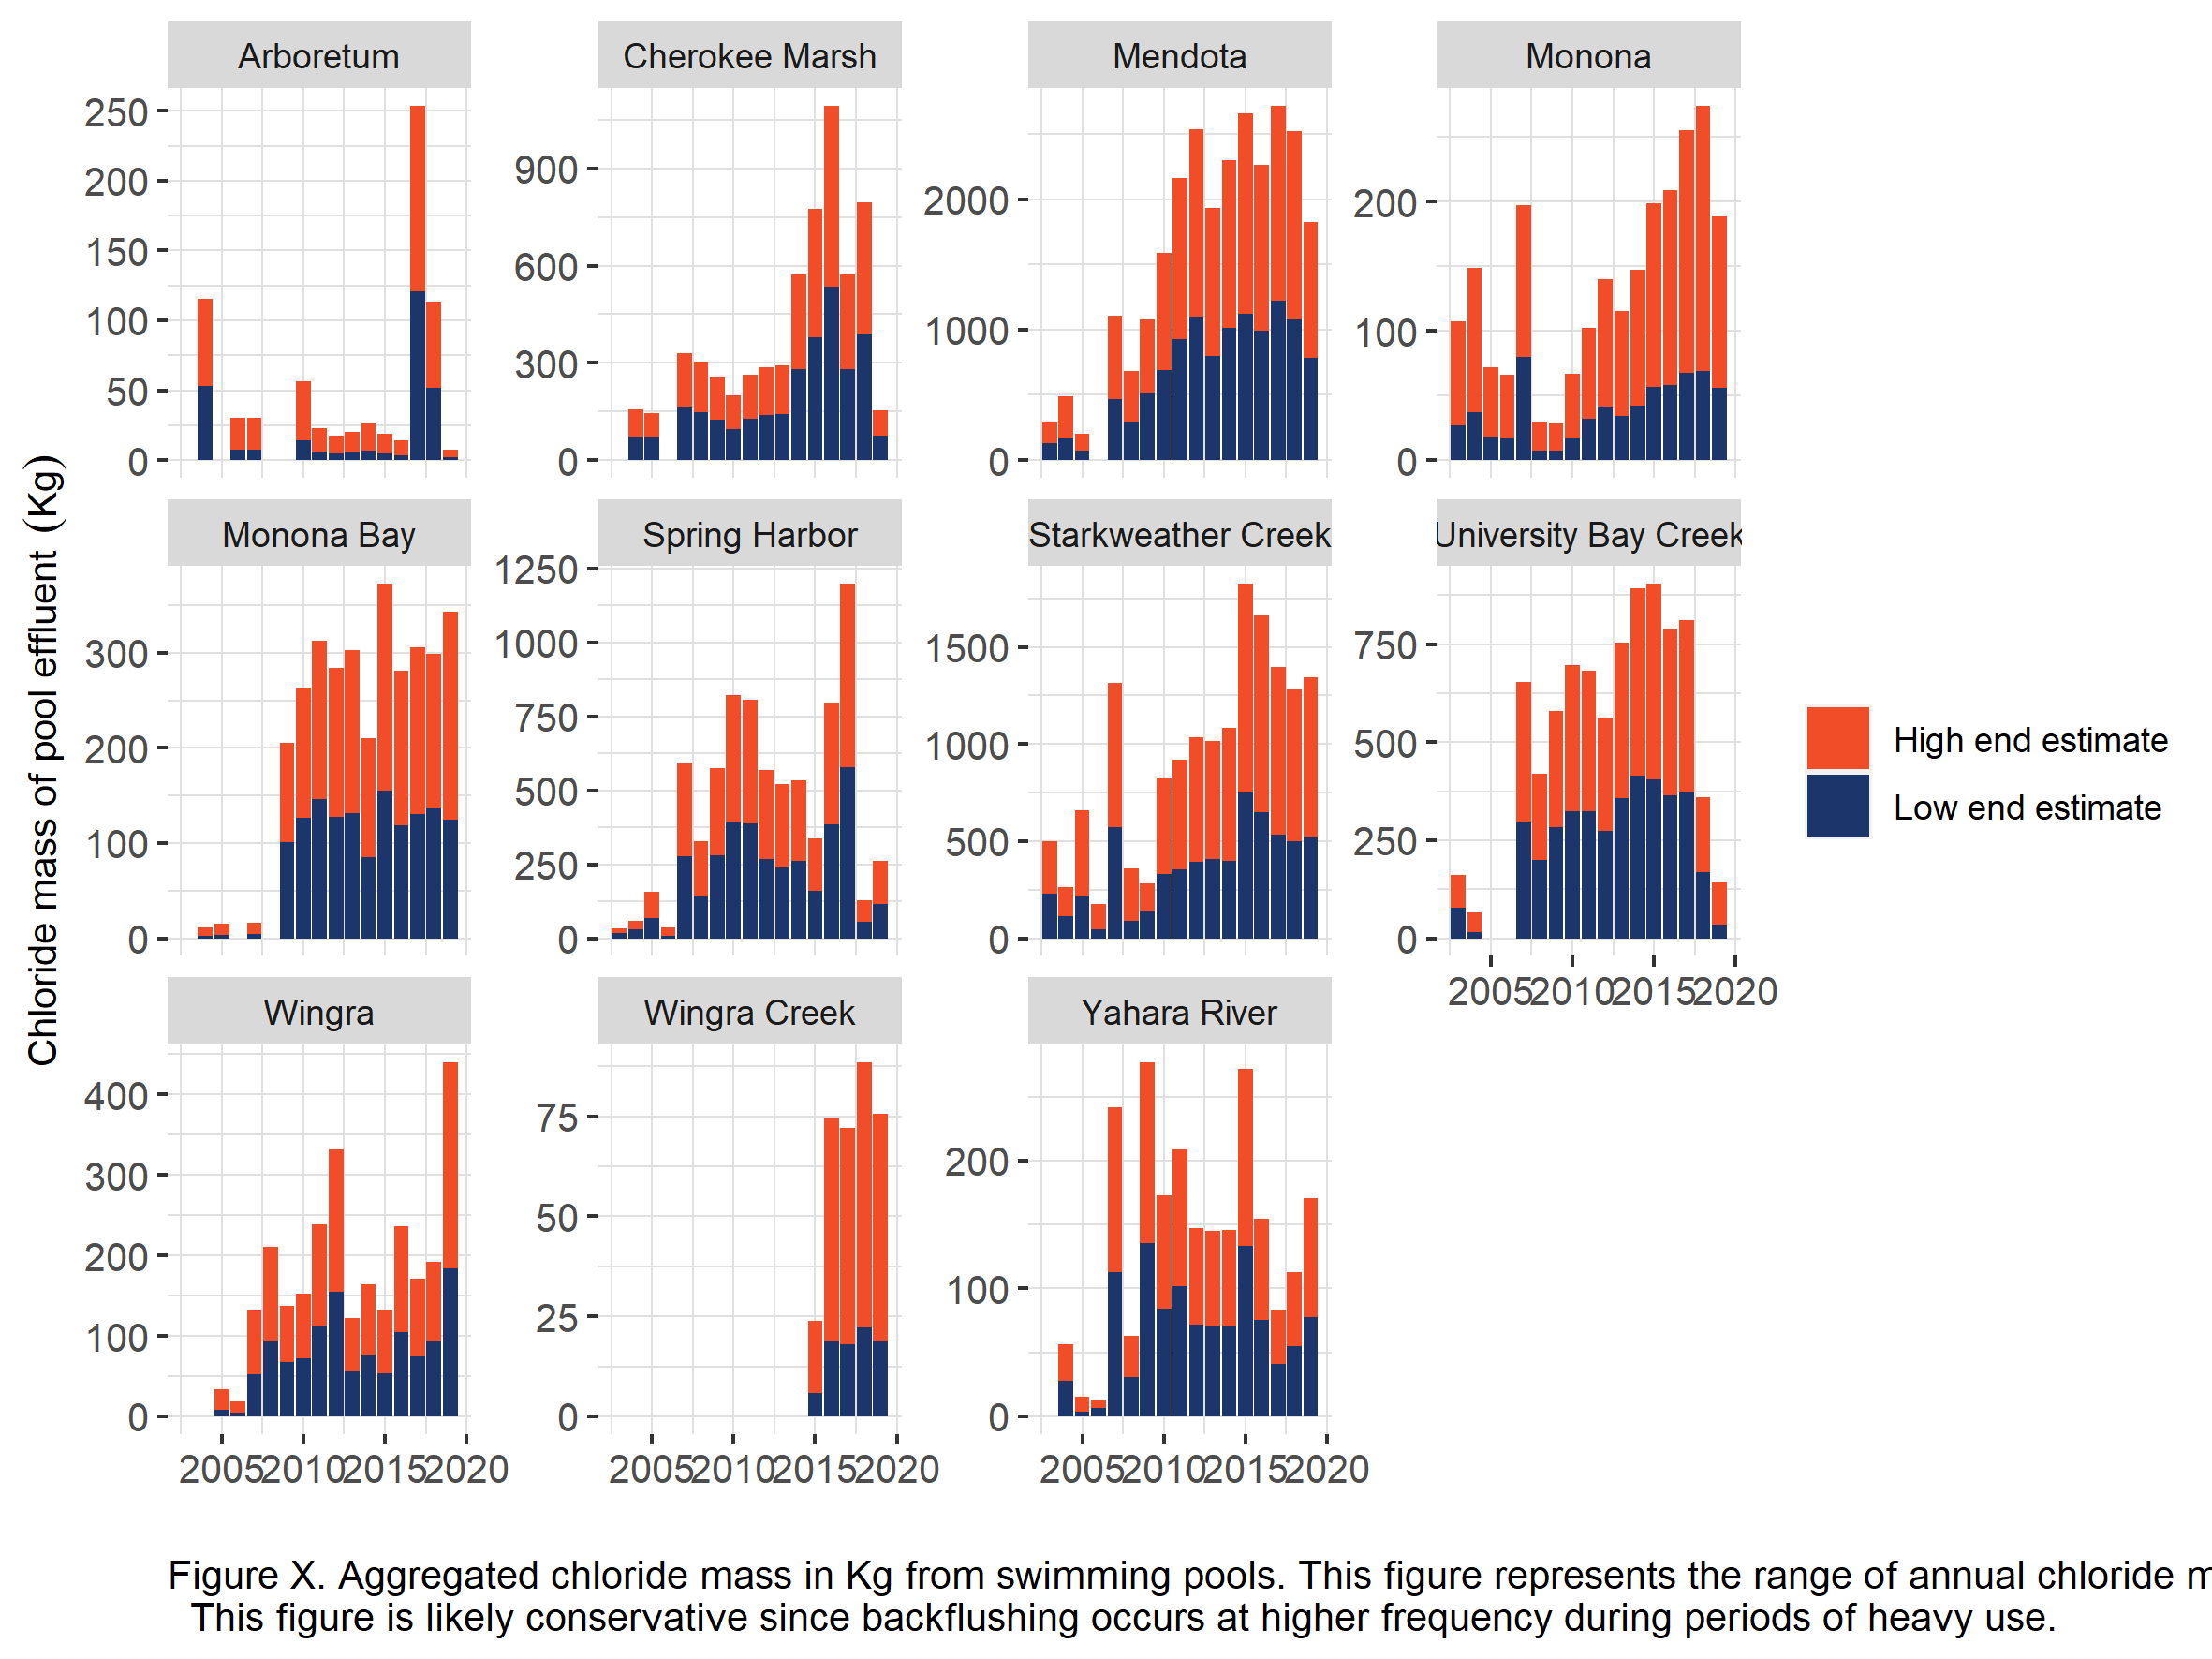 Arboretum
Cherokee Marsh
Mendota
Monona
250
200
150
100
50
0
900
600
300
0
2000
1000
0
200
100
0
Chloride mass of pool effluent (Kg)
Monona Bay
Spring Harbor
Starkweather Creek
University Bay Creek
300
200
100
0
1250
1000
750
500
250
0
1500
1000
500
0
750
500
250
0
2005 2010 2015 2020
High end estimate
Low end estimate
Wingra
Wingra Creek
Yahara River
400
300
200
100
0
75
50
25
0
200
100
0
2005 2010 2015 2020
2005 2010 2015 2020
2005 2010 2015 2020
Figure X. Aggregated chloride mass in Kg from swimming pools. This figure represents the range of annual chloride
This figure is likely conservative since backflushing occurs at higher frequency during periods of heavy use.